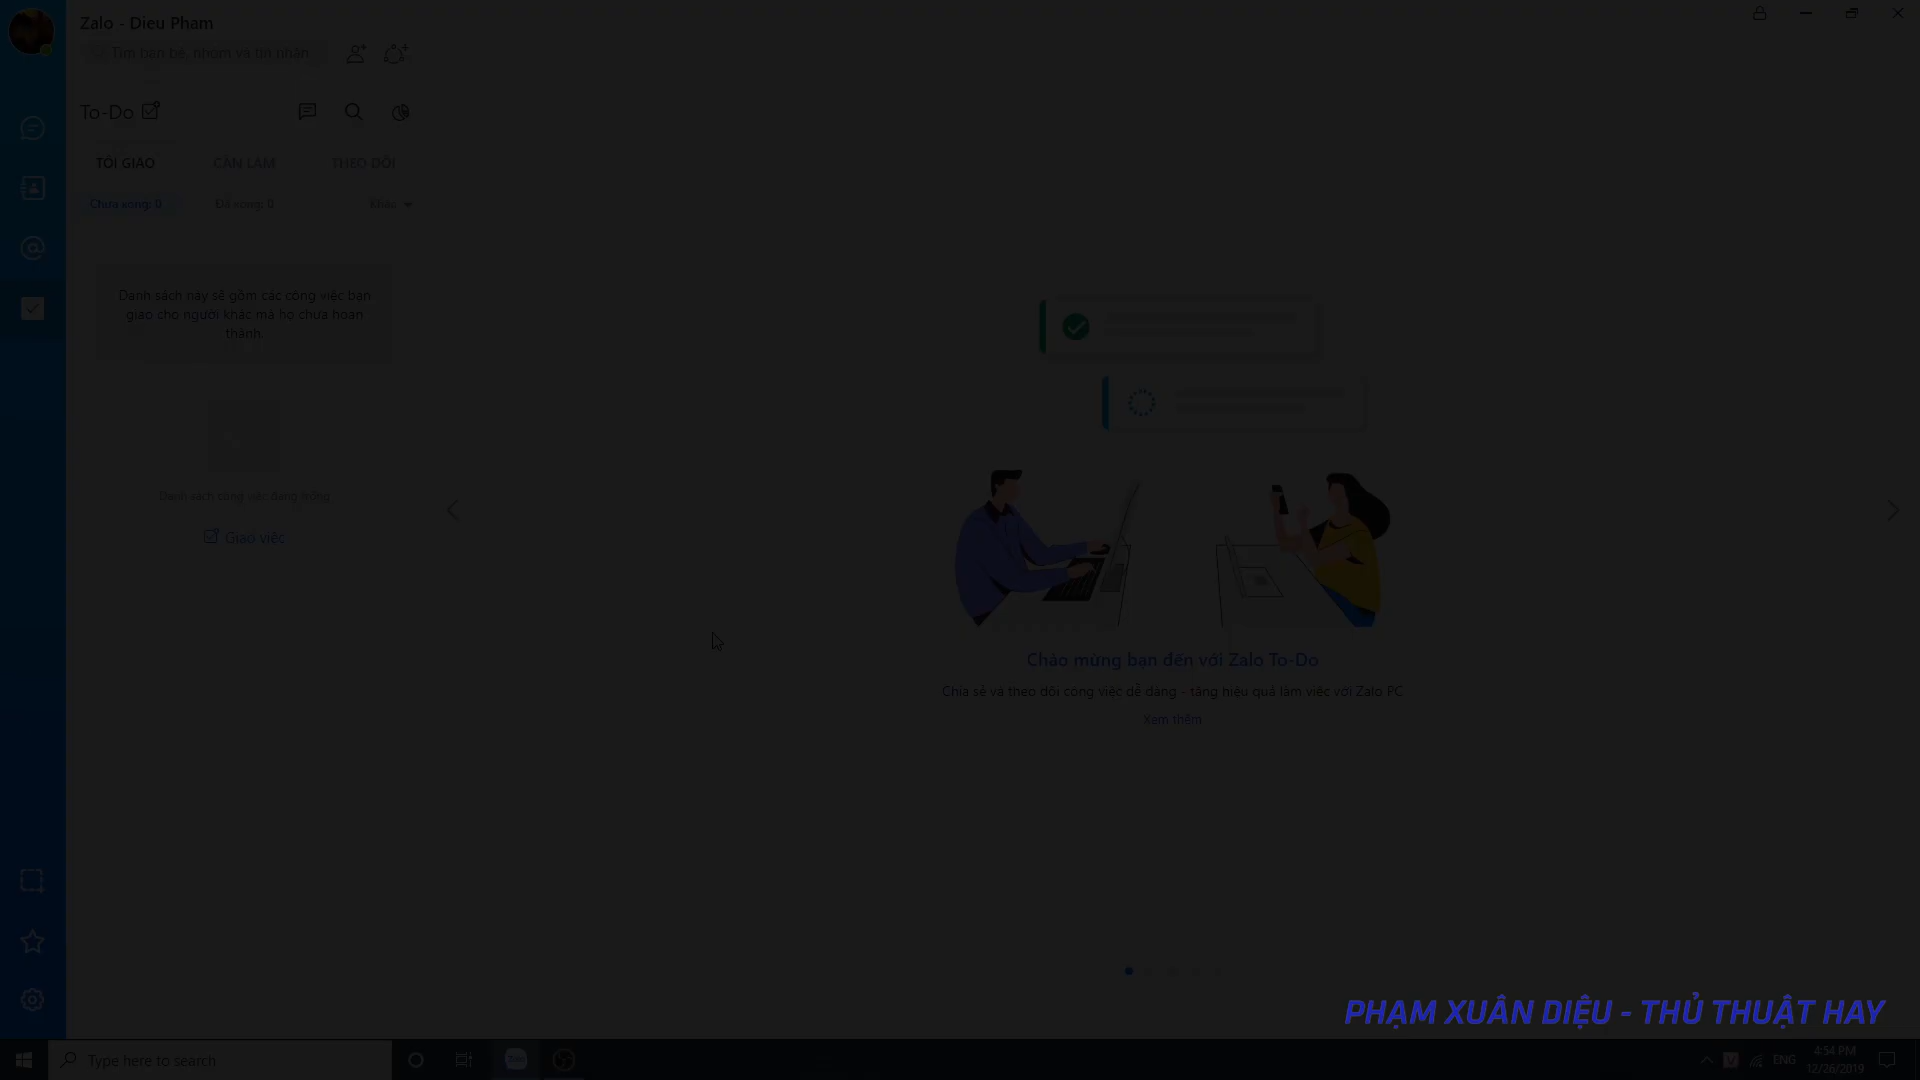 Zalo - Dieu Pham
Tìm bạn bè, nhóm và tin nhắn
To-Do
TÔI GIAO
CẦN LÀM
THEO DÕI
Chưa xong: 0
Đã xong: 0
Khác
Danh sách này sẽ gồm các công việc bạn
giao cho người khác mà họ chưa hoàn
thành.
Danh sách công việc đang trống
Giao việc
Chào mừng bạn đến với Zalo To-Do
Chia sẻ và theo dõi công việc dễ dàng - tăng hiệu quả làm việc với Zalo PC
Xem thêm
PHẠM XUÂN DIỆU - THỦ THUẬT HAY
Type here to search
ENG
4:54 PM
12/26/2019